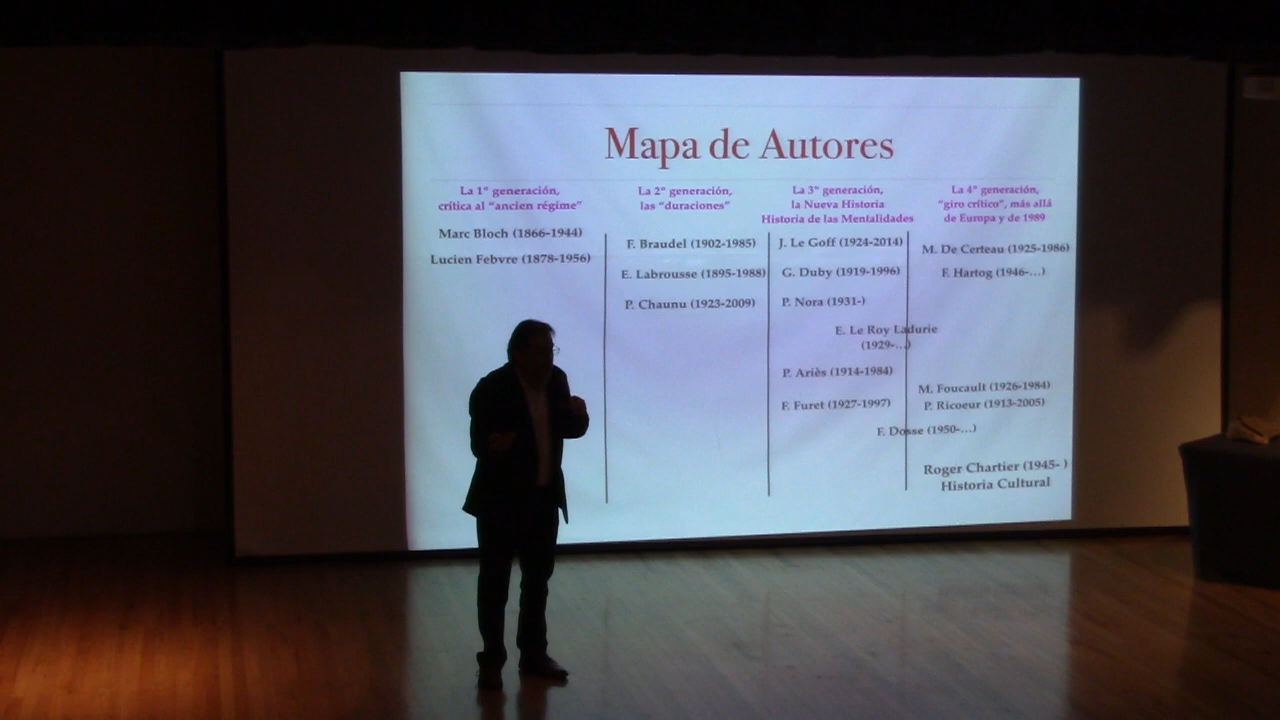 Mapa de Autores
La 1ª generación,
crítica al "ancien régime"
Marc Bloch (1866-1944)
Lucien Febvre (1878-1956)
La 2ª generación,
las "duraciones"
F. Braudel (1902-1985)
E. Labrousse (1895-1988)
P. Chaunu (1923-2009)
La 3ª generación,
la Nueva Historia
Historia de las Mentalidades
J. Le Goff (1924-2014)
G. Duby (1919-1996)
P. Nora (1931-)
E. Le Roy Ladurie
(1929-...)
P. Ariès (1914-1984)
F. Furet (1927-1997)
F. Dosse (1950-...)
La 4ª generación,
"giro crítico", más allá
de Europa y de 1989
M. De Certeau (1925-1986)
F. Hartog (1946-...)
M. Foucault (1926-1984)
P. Ricoeur (1913-2005)
Roger Chartier (1945- )
Historia Cultural